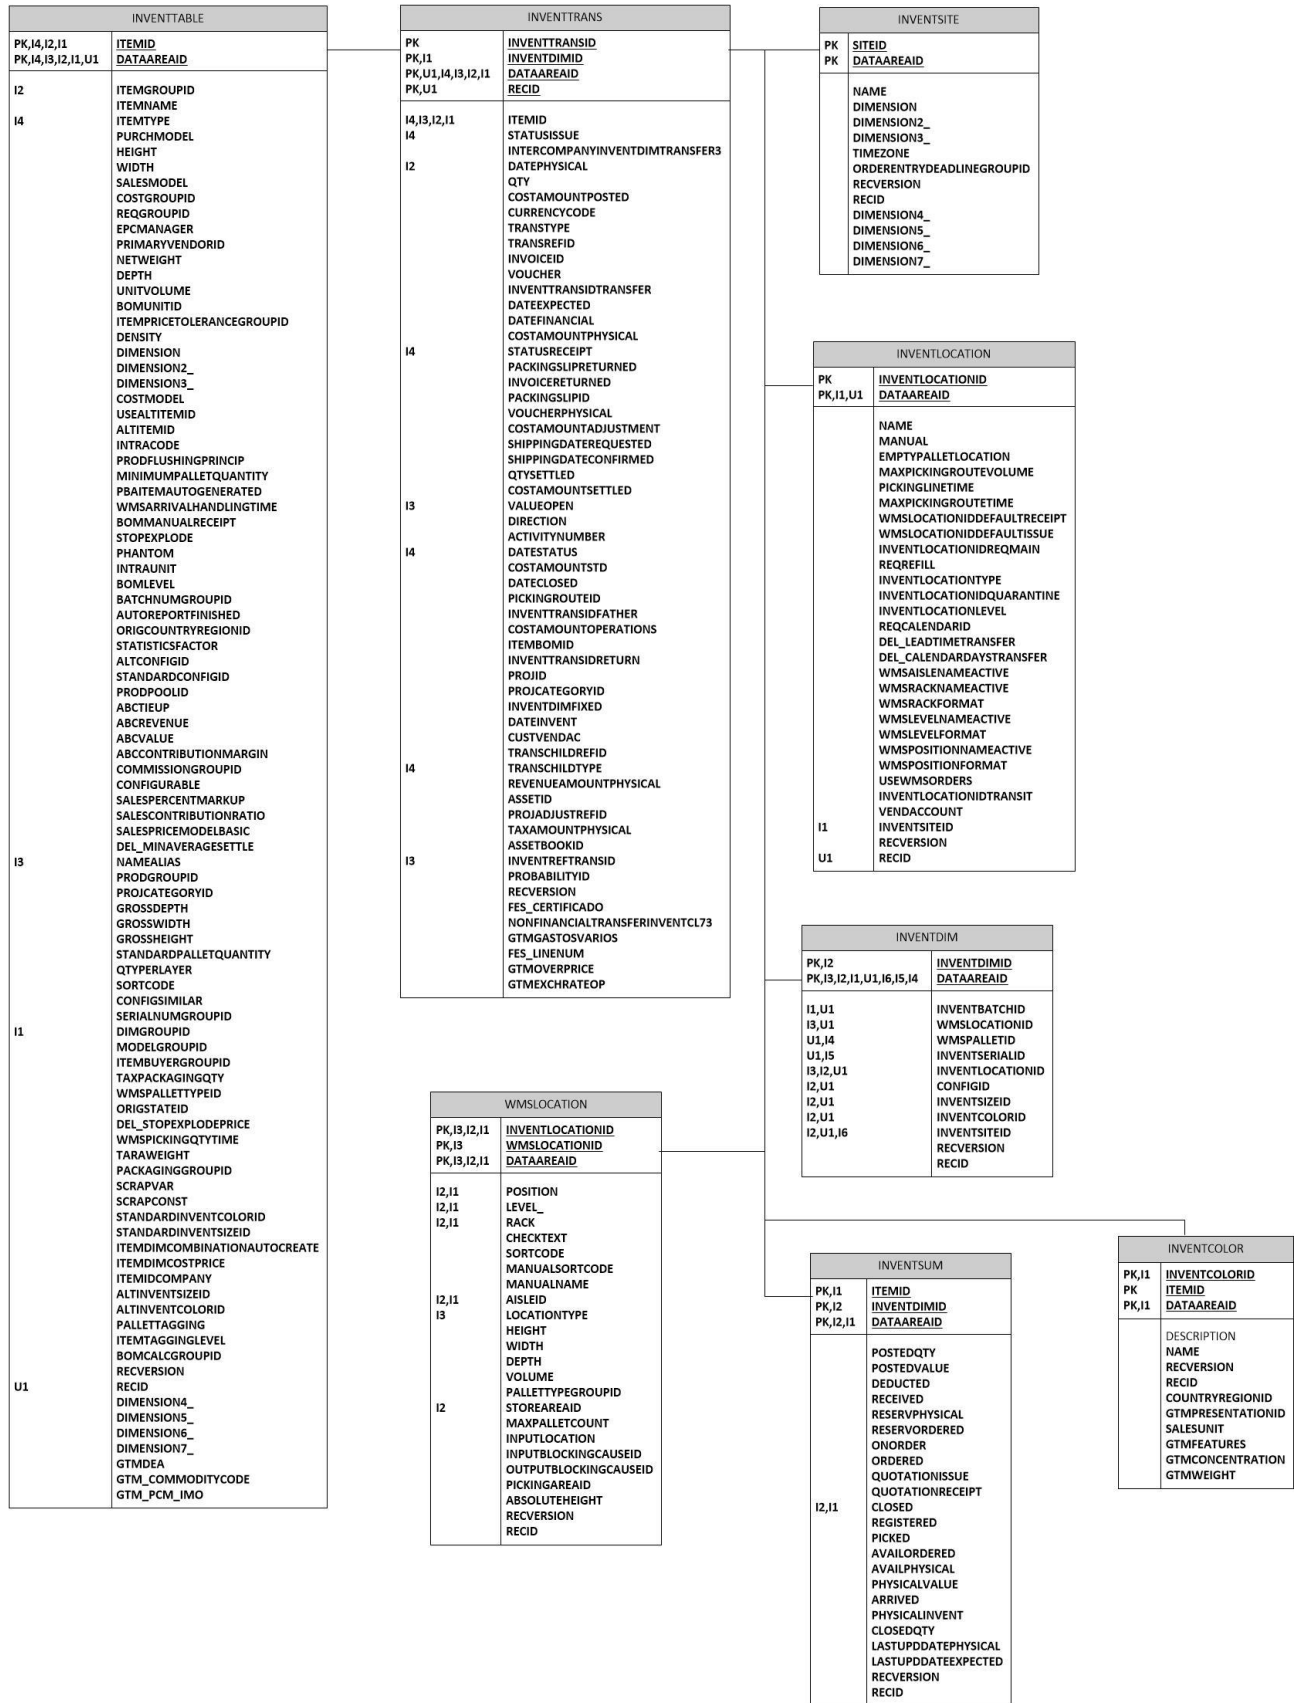 INVENTTABLE
PK,I4,I2,I1 ITEMID
PK,I4,I3,I2,I1,U1 DATAAREAID
I2 ITEMGROUPID
ITEMNAME
I4 ITEMTYPE
PURCHMODEL
HEIGHT
WIDTH
SALESMODEL
COSTGROUPID
REQGROUPID
EPCMANAGER
PRIMARYVENDORID
NETWEIGHT
DEPTH
UNITVOLUME
BOMUNITID
ITEMPRICETOLERANCEGROUPID
DENSITY
DIMENSION
DIMENSION2_
DIMENSION3_
COSTMODEL
USEALTITEMID
ALTITEMID
INTRACODE
PRODFLUSHINGPRINCIP
MINIMUMPALLETQUANTITY
PBAITEMAUTOGENERATED
WMSARRIVALHANDLINGTIME
BOMMANUALRECEIPT
STOPEXPLODE
PHANTOM
INTRAUNIT
BOMLEVEL
BATCHNUMGROUPID
AUTOREPORTFINISHED
ORIGCOUNTRYREGIONID
STATISTICSFACTOR
ALTCONFIGID
STANDARDCONFIGID
PRODPOOLID
ABCTIEUP
ABCREVENUE
ABCVALUE
ABCCONTRIBUTIONMARGIN
COMMISSIONGROUPID
CONFIGURABLE
SALESPERCENTMARKUP
SALESCONTRIBUTIONRATIO
SALESPRICEMODELBASIC
DEL_MINAVERAGESETTLE
I3 NAMEALIAS
PRODGROUPID
PROJCATEGORYID
GROSSDEPTH
GROSSWIDTH
GROSSHEIGHT
STANDARDPALLETQUANTITY
QTYPERLAYER
SORTCODE
CONFIGSIMILAR
SERIALNUMGROUPID
I1 DIMGROUPID
MODELGROUPID
ITEMBUYERGROUPID
TAXPACKAGINGQTY
WMSPALLETTYPEID
ORIGSTATEID
DEL_STOPEXPLODEPRICE
WMSPICKINGQTYTIME
TARAWEIGHT
PACKAGINGGROUPID
SCRAPVAR
SCRAPCONST
STANDARDINVENTCOLORID
STANDARDINVENTSIZEID
ITEMDIMCOMBINATIONAUTOCREATE
ITEMDIMCOSTPRICE
ITEMIDCOMPANY
ALTINVENTSIZEID
ALTINVENTCOLORID
PALLETTAGGING
ITEMTAGGINGLEVEL
BOMCALCGROUPID
RECVERSION
U1 RECID
DIMENSION4_
DIMENSION5_
DIMENSION6_
DIMENSION7_
GTMDEA
GTM_COMMODITYCODE
GTM_PCM_IMO
INVENTTRANS
PK INVENTTRANSID
PK,I1 INVENTDIMID
PK,U1,I4,I3,I2,I1 DATAAREAID
PK,U1 RECID
I4,I3,I2,I1 ITEMID
I4 STATUSISSUE
INTERCOMPANYINVENTDIMTRANSFER3
I2 DATEPHYSICAL
QTY
COSTAMOUNTPOSTED
CURRENCYCODE
TRANSTYPE
TRANSREFID
INVOICEID
VOUCHER
INVENTTRANSIDTRANSFER
DATEEXPECTED
DATEFINANCIAL
COSTAMOUNTPHYSICAL
I4 STATUSRECEIPT
PACKINGSLIPRETURNED
INVOICERETURNED
PACKINGSLIPID
VOUCHERPHYSICAL
COSTAMOUNTADJUSTMENT
SHIPPINGDATEREQUESTED
SHIPPINGDATECONFIRMED
QTYSETTLED
COSTAMOUNTSETTLED
I3 VALUEOPEN
DIRECTION
ACTIVITYNUMBER
I4 DATESTATUS
COSTAMOUNTSTD
DATECLOSED
PICKINGROUTEID
INVENTTRANSIDFATHER
COSTAMOUNTOPERATIONS
ITEMBOMID
INVENTTRANSIDRETURN
PROJID
PROJCATEGORYID
INVENTDIMFIXED
DATEINVENT
CUSTVENDAC
TRANSCHILDREFID
I4 TRANSCHILDTYPE
REVENUEAMOUNTPHYSICAL
ASSETID
PROJADJUSTREFID
TAXAMOUNTPHYSICAL
ASSETBOOKID
I3 INVENTREFTRANSID
PROBABILITYID
RECVERSION
FES_CERTIFICADO
NONFINANCIALTRANSFERINVENTCL73
GTMGASTOSVARIOS
FES_LINENUM
GTMOVERPRICE
GTMEXCHRATEOP
INVENTSITE
PK SITEID
PK DATAAREAID
NAME
DIMENSION
DIMENSION2_
DIMENSION3_
TIMEZONE
ORDERENTRYDEADLINEGROUPID
RECVERSION
RECID
DIMENSION4_
DIMENSION5_
DIMENSION6_
DIMENSION7_
INVENTLOCATION
PK INVENTLOCATIONID
PK,I1,U1 DATAAREAID
NAME
MANUAL
EMPTYPALLETLOCATION
MAXPICKINGROUTEVOLUME
PICKINGLINETIME
MAXPICKINGROUTETIME
WMSLOCATIONIDDEFAULTRECEIPT
WMSLOCATIONIDDEFAULTISSUE
INVENTLOCATIONIDREQMAIN
REQREFILL
INVENTLOCATIONTYPE
INVENTLOCATIONIDQUARANTINE
INVENTLOCATIONLEVEL
REQCALENDARID
DEL_LEADTIMETRANSFER
DEL_CALENDARDAYSTRANSFER
WMSAISLENAMEACTIVE
WMSRACKNAMEACTIVE
WMSRACKFORMAT
WMSLEVELNAMEACTIVE
WMSLEVELFORMAT
WMSPOSITIONNAMEACTIVE
WMSPOSITIONFORMAT
USEWMSORDERS
INVENTLOCATIONIDTRANSIT
VENDACCOUNT
I1 INVENTSITEID
RECVERSION
U1 RECID
INVENTDIM
PK,I2 INVENTDIMID
PK,I3,I2,I1,U1,I6,I5,I4 DATAAREAID
I1,U1 INVENTBATCHID
I3,U1 WMSLOCATIONID
U1,I4 WMSPALLETID
U1,I5 INVENTSERIALID
I3,I2,U1 INVENTLOCATIONID
I2,U1 CONFIGID
I2,U1 INVENTSIZEID
I2,U1 INVENTCOLORID
I2,U1,I6 INVENTSITEID
RECVERSION
RECID
WMSLOCATION
PK,I3,I2,I1 INVENTLOCATIONID
PK,I3 WMSLOCATIONID
PK,I3,I2,I1 DATAAREAID
I2,I1 POSITION
I2,I1 LEVEL_
I2,I1 RACK
CHECKTEXT
SORTCODE
MANUALSORTCODE
MANUALNAME
I2,I1 AISLEID
I3 LOCATIONTYPE
HEIGHT
WIDTH
DEPTH
VOLUME
PALLETTYPEGROUPID
I2 STOREAREAID
MAXPALLETCOUNT
INPUTLOCATION
INPUTBLOCKINGCAUSEID
OUTPUTBLOCKINGCAUSEID
PICKINGAREAID
ABSOLUTEHEIGHT
RECVERSION
RECID
INVENTSUM
PK,I1 ITEMID
PK,I2 INVENTDIMID
PK,I2,I1 DATAAREAID
POSTEDQTY
POSTEDVALUE
DEDUCTED
RECEIVED
RESERVPHYSICAL
RESERVORDERED
ONORDER
ORDERED
QUOTATIONISSUE
QUOTATIONRECEIPT
I2,I1 CLOSED
REGISTERED
PICKED
AVAILORDERED
AVAILPHYSICAL
PHYSICALVALUE
ARRIVED
PHYSICALINVENT
CLOSEDQTY
LASTUPDDATEPHYSICAL
LASTUPDDATEEXPECTED
RECVERSION
RECID
INVENTCOLOR
PK,I1 INVENTCOLORID
PK ITEMID
PK,I1 DATAAREAID
DESCRIPTION
NAME
RECVERSION
RECID
COUNTRYREGIONID
GTMPRESENTATIONID
SALESUNIT
GTMFEATURES
GTMCONCENTRATION
GTMWEIGHT